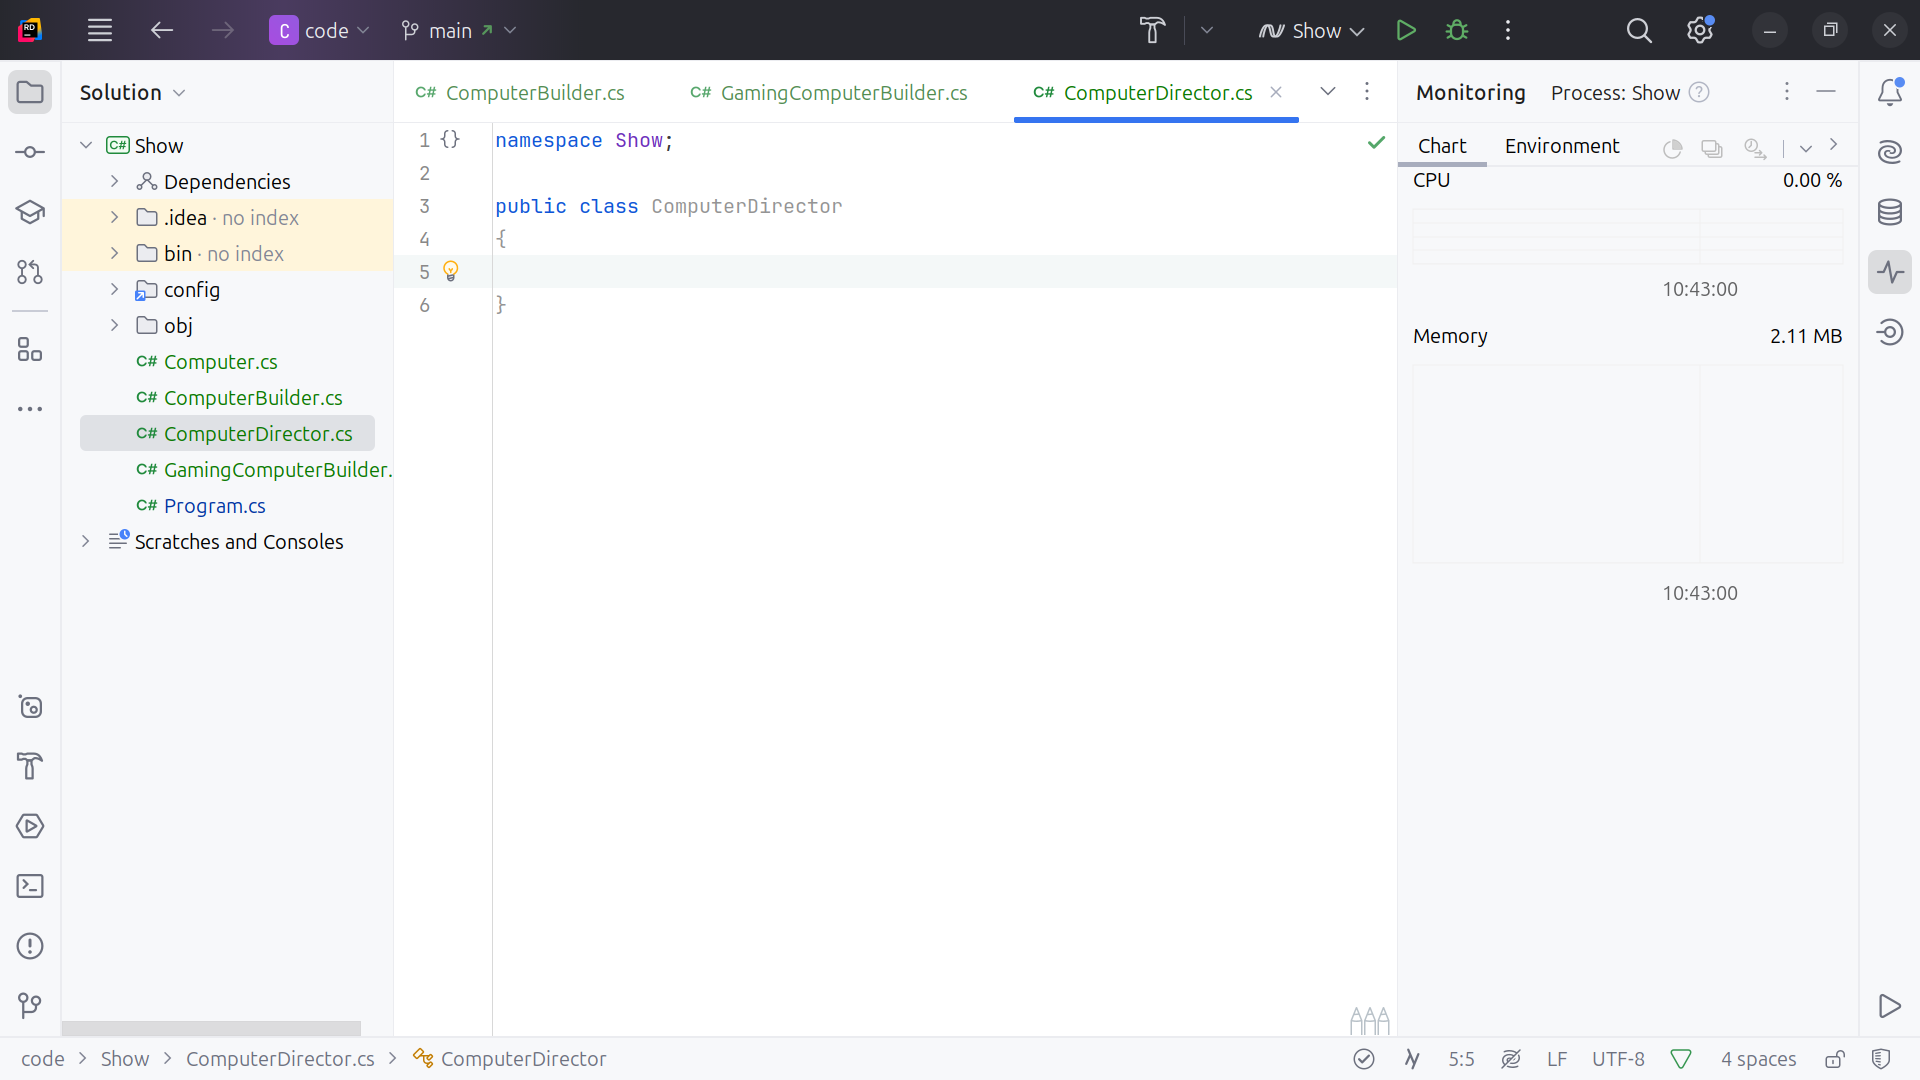 RD
C code
main
Show
Solution
Show
Dependencies
.idea · no index
bin · no index
config
obj
C# Computer.cs
C# ComputerBuilder.cs
C# ComputerDirector.cs
C# GamingComputerBuilder.
C# Program.cs
Scratches and Consoles
C# ComputerBuilder.cs
C# GamingComputerBuilder.cs
C# ComputerDirector.cs
1 {} namespace Show;
2
3 public class ComputerDirector
4 {
5
6 }
Monitoring Process: Show ?
Chart Environment
CPU 0.00 %
10:43:00
Memory 2.11 MB
10:43:00
code > Show > ComputerDirector.cs > ComputerDirector
5:5 LF UTF-8 4 spaces